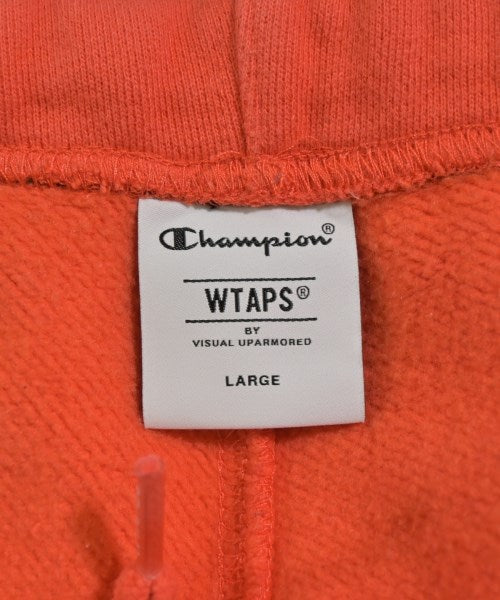 Champion®
WTAPS®
BY
VISUAL UPARMORED
LARGE